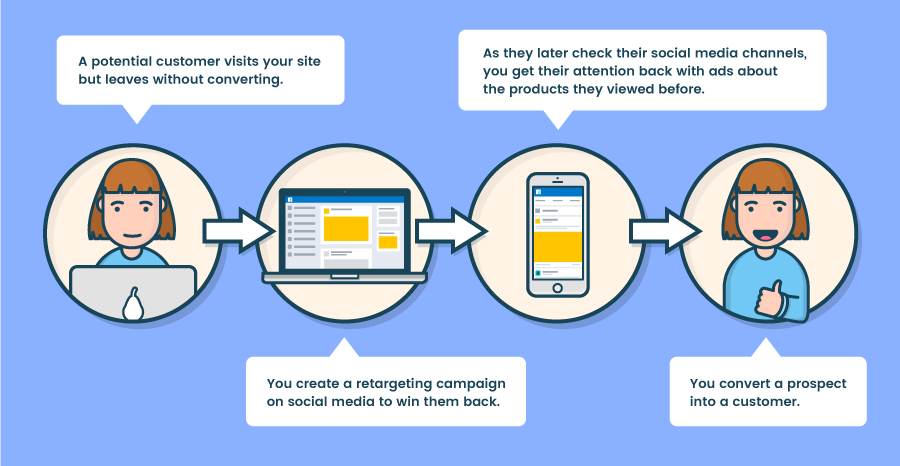 A potential customer visits your site
but leaves without converting.
You create a retargeting campaign
on social media to win them back.
As they later check their social media channels,
you get their attention back with ads about
the products they viewed before.
You convert a prospect
into a customer.